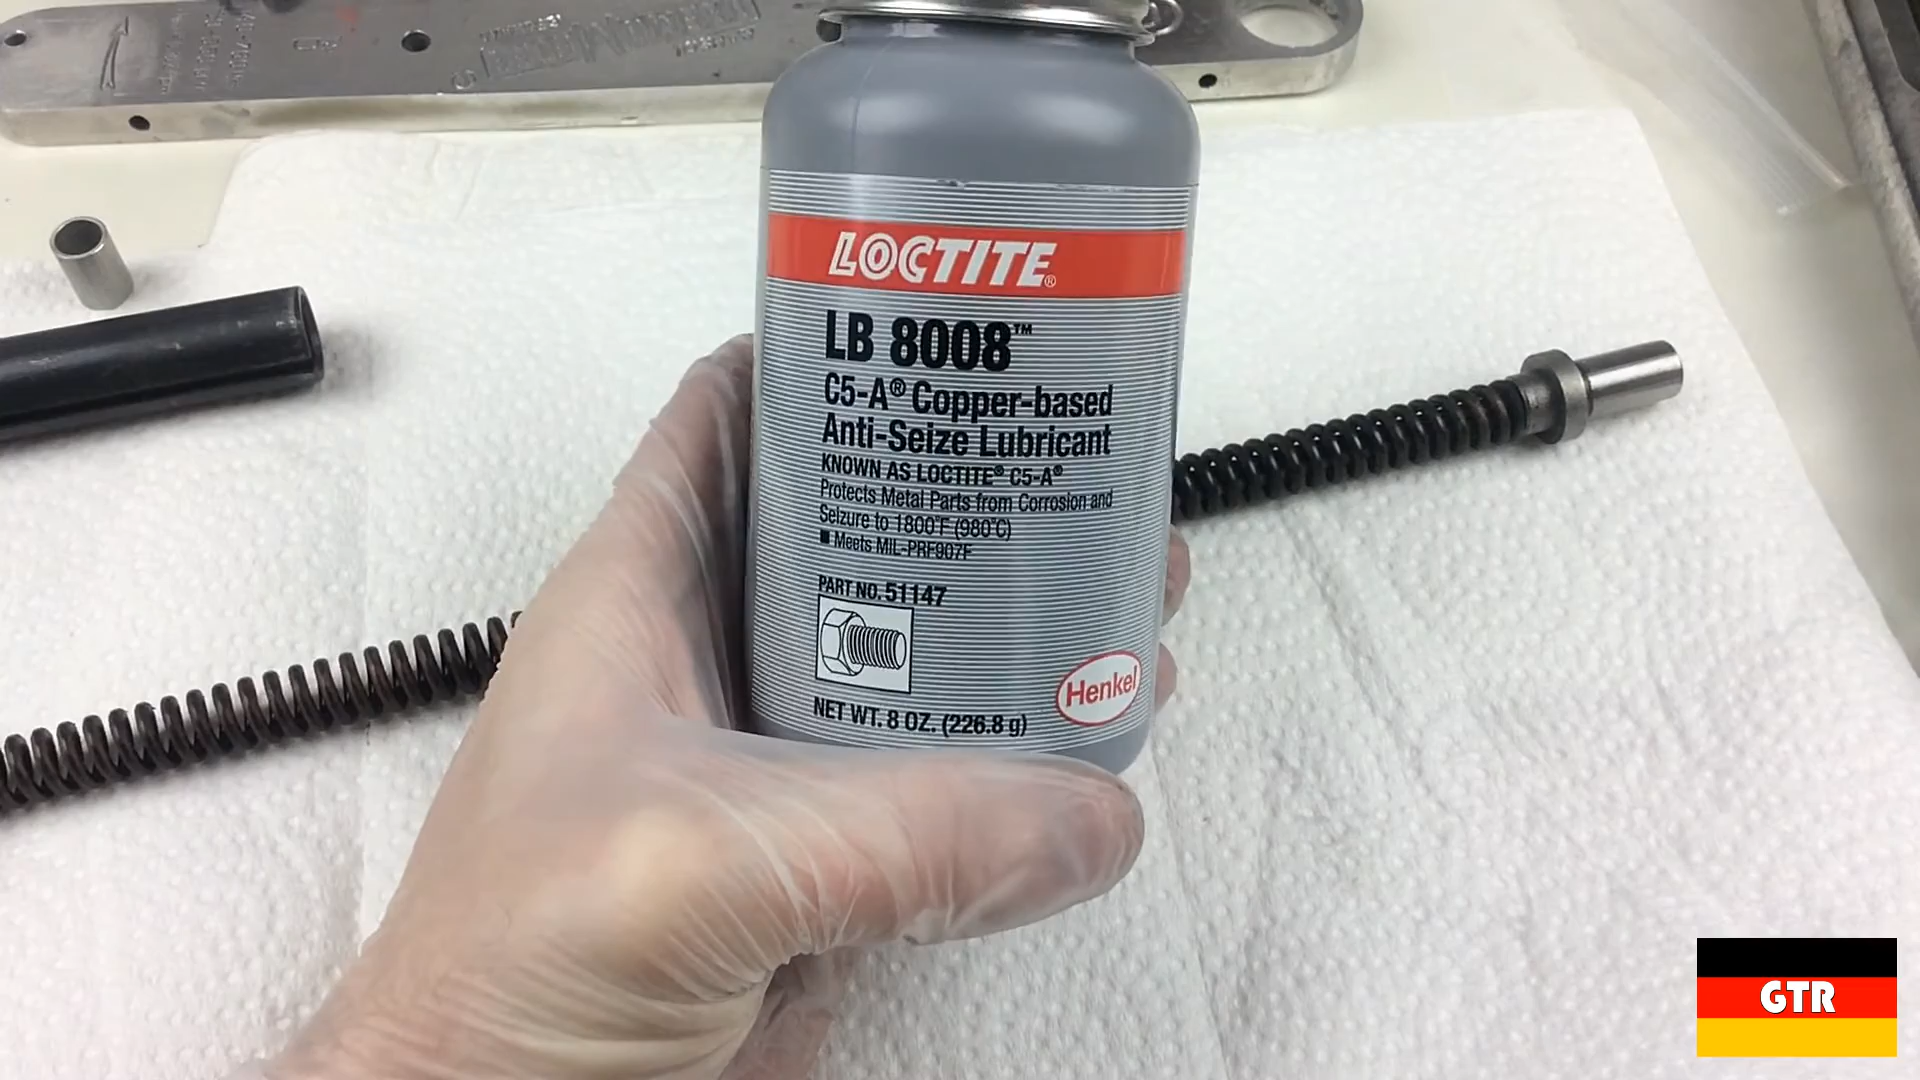 LOCTITE®
LB 8008™
C5-A® Copper-based
Anti-Seize Lubricant
KNOWN AS LOCTITE® C5-A®
Protects Metal Parts from Corrosion and
Seizure to 1800°F (980°C)
■ Meets MIL-PRF907F
PART NO. 51147
Henkel
NET WT. 8 OZ. (226.8 g)
GTR